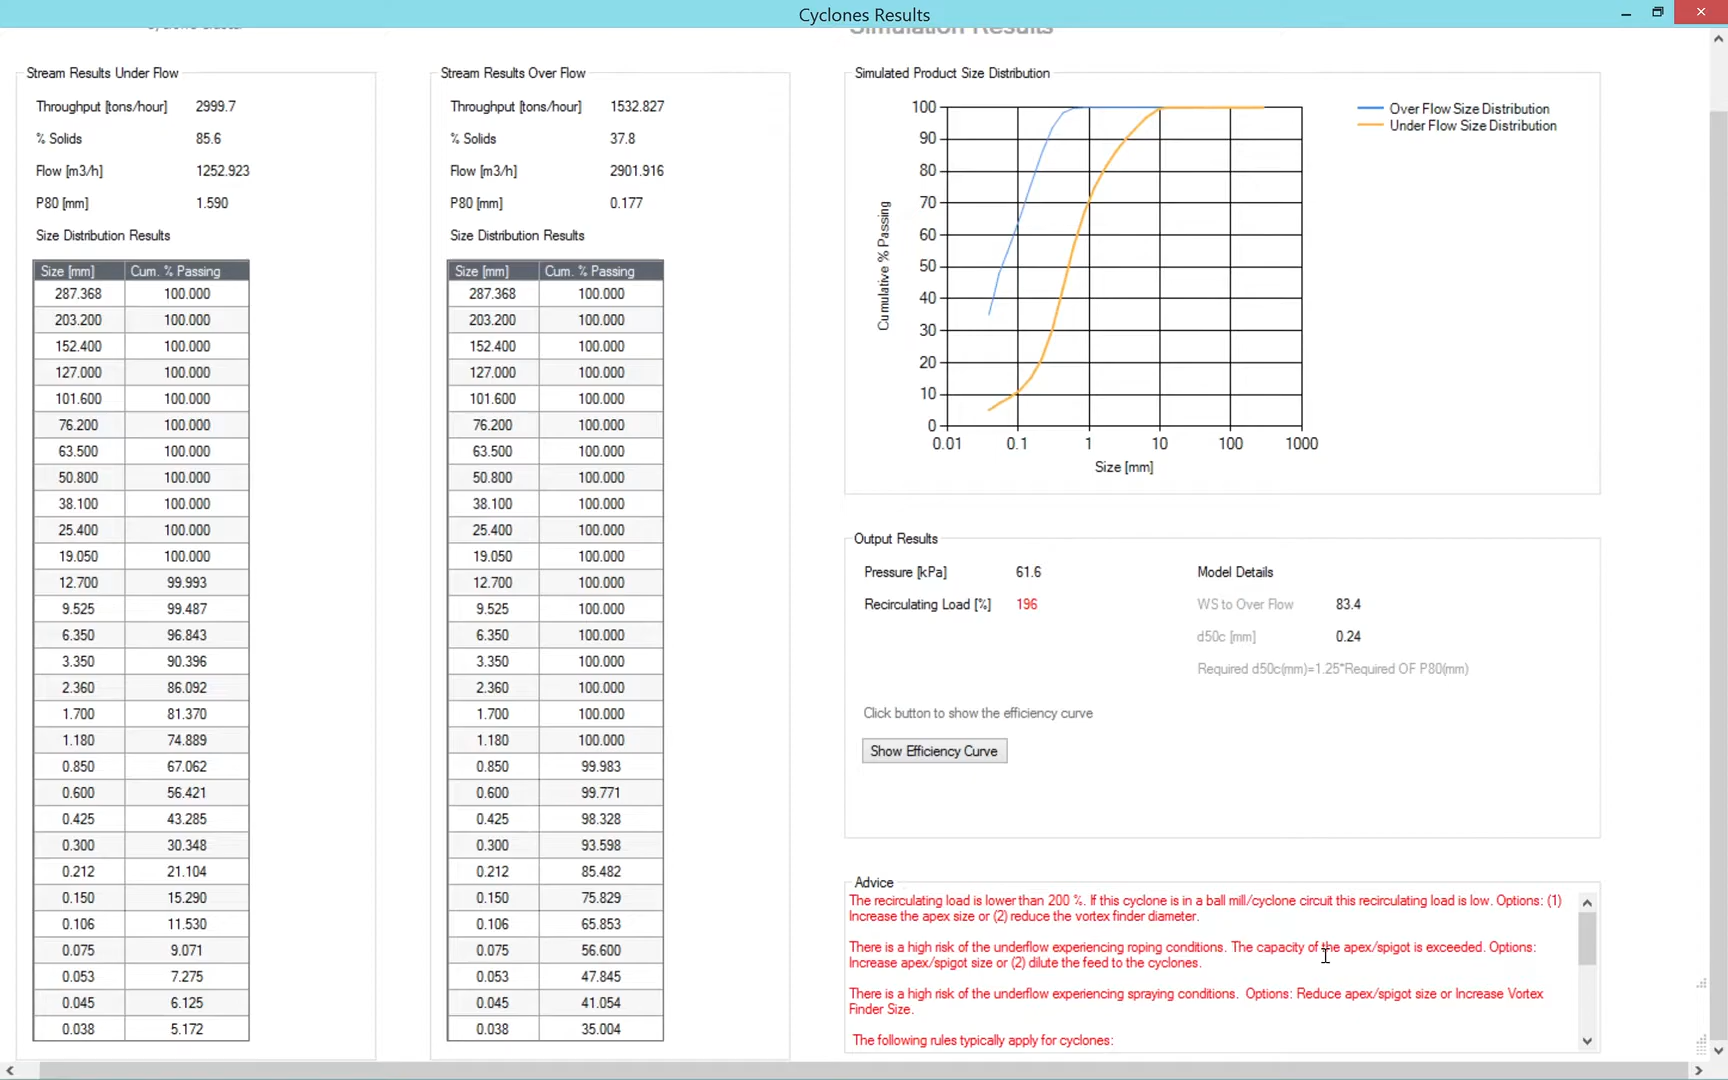 Cyclones Results
Simulation Results
Stream Results Under Flow
Throughput [tons/hour] 2999.7
% Solids 85.6
Flow [m3/h] 1252.923
P80 [mm] 1.590
Size Distribution Results
Size [mm] Cum. % Passing
287.368 100.000
203.200 100.000
152.400 100.000
127.000 100.000
101.600 100.000
76.200 100.000
63.500 100.000
50.800 100.000
38.100 100.000
25.400 100.000
19.050 100.000
12.700 99.993
9.525 99.487
6.350 96.843
3.350 90.396
2.360 86.092
1.700 81.370
1.180 74.889
0.850 67.062
0.600 56.421
0.425 43.285
0.300 30.348
0.212 21.104
0.150 15.290
0.106 11.530
0.075 9.071
0.053 7.275
0.045 6.125
0.038 5.172
Stream Results Over Flow
Throughput [tons/hour] 1532.827
% Solids 37.8
Flow [m3/h] 2901.916
P80 [mm] 0.177
Size Distribution Results
Size [mm] Cum. % Passing
287.368 100.000
203.200 100.000
152.400 100.000
127.000 100.000
101.600 100.000
76.200 100.000
63.500 100.000
50.800 100.000
38.100 100.000
25.400 100.000
19.050 100.000
12.700 100.000
9.525 100.000
6.350 100.000
3.350 100.000
2.360 100.000
1.700 100.000
1.180 100.000
0.850 99.983
0.600 99.771
0.425 98.328
0.300 93.598
0.212 85.482
0.150 75.829
0.106 65.853
0.075 56.600
0.053 47.845
0.045 41.054
0.038 35.004
Simulated Product Size Distribution
100
90
80
70
60
50
40
30
20
10
0
Cumulative % Passing
0.01 0.1 1 10 100 1000
Size [mm]
Over Flow Size Distribution
Under Flow Size Distribution
Output Results
Pressure [kPa] 61.6
Recirculating Load [%] 196
Model Details
WS to Over Flow 83.4
d50c [mm] 0.24
Required d50c(mm)=1.25*Required OF P80(mm)
Click button to show the efficiency curve
Show Efficiency Curve
Advice
The recirculating load is lower than 200 %. If this cyclone is in a ball mill/cyclone circuit this recirculating load is low. Options: (1)
Increase the apex size or (2) reduce the vortex finder diameter.
There is a high risk of the underflow experiencing roping conditions. The capacity of the apex/spigot is exceeded. Options:
Increase apex/spigot size or (2) dilute the feed to the cyclones.
There is a high risk of the underflow experiencing spraying conditions. Options: Reduce apex/spigot size or Increase Vortex
Finder Size.
The following rules typically apply for cyclones: